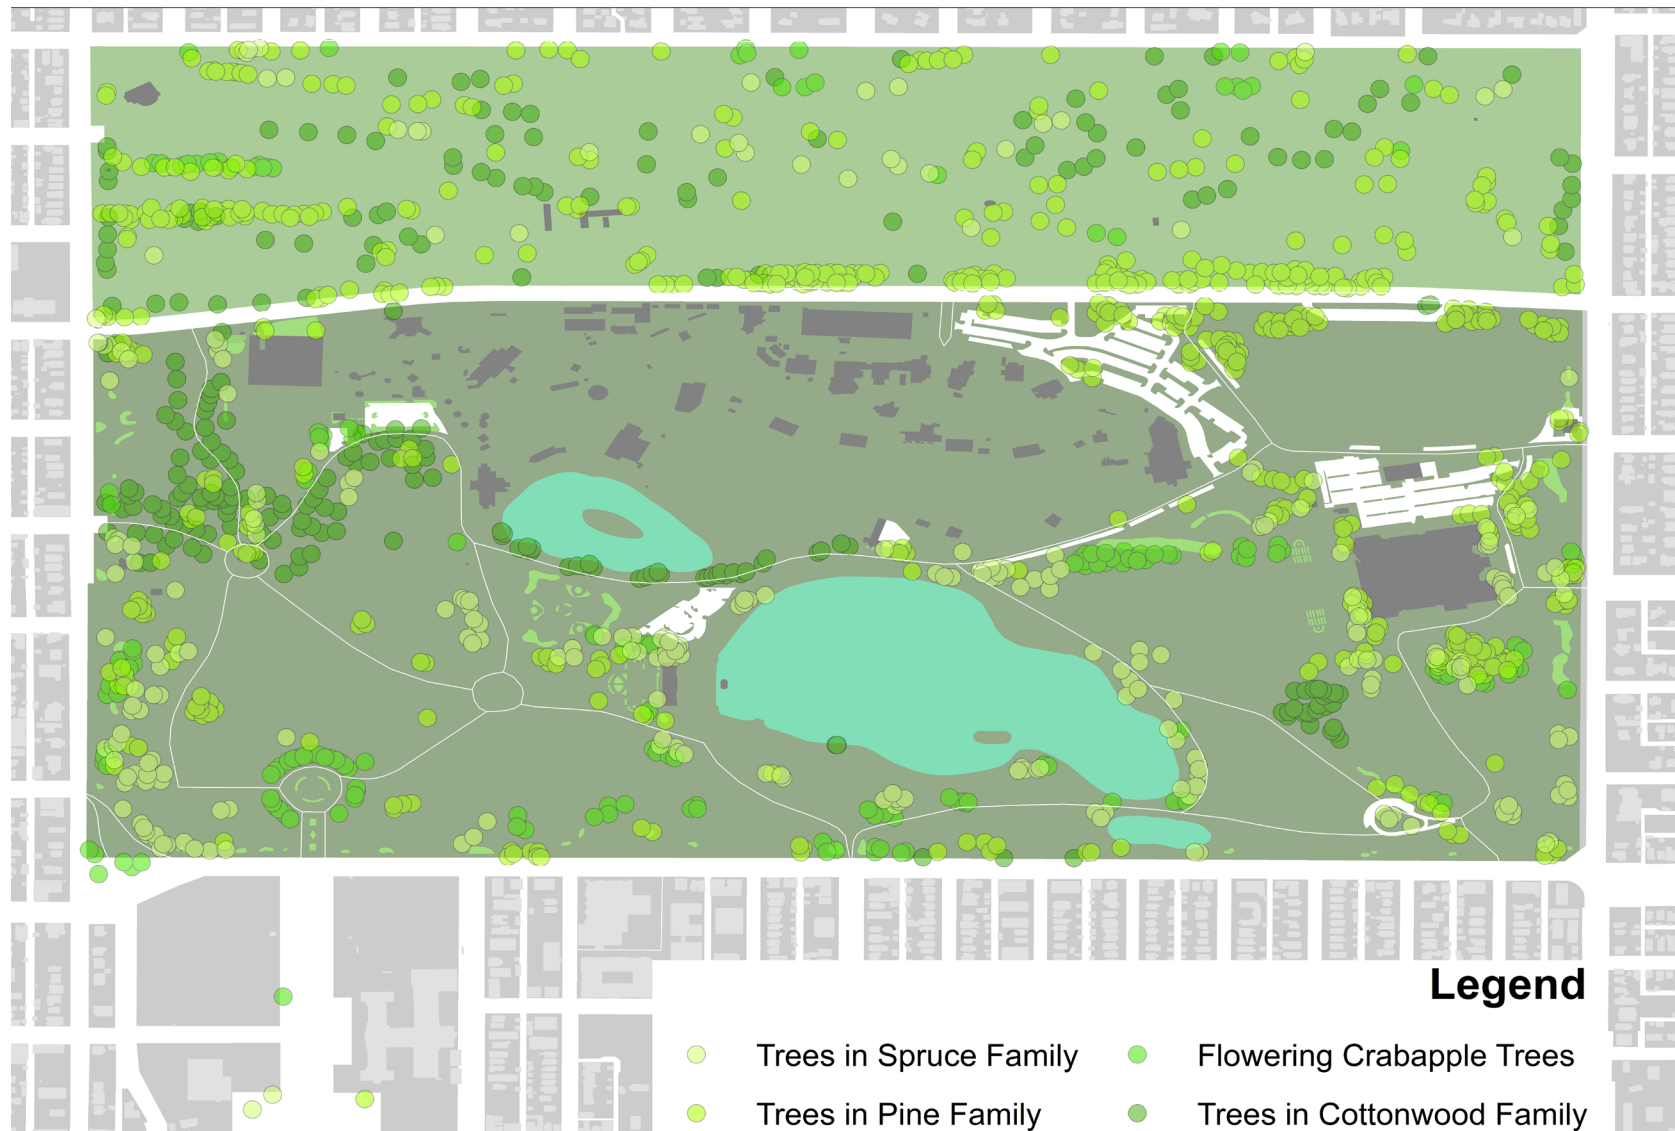 Legend
Trees in Spruce Family
Flowering Crabapple Trees
Trees in Pine Family
Trees in Cottonwood Family